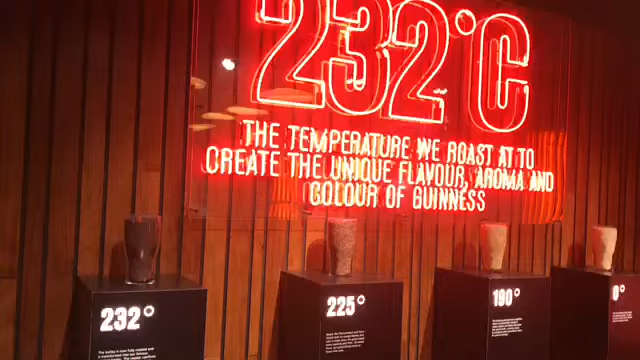 232°C
THE TEMPERATURE WE ROAST AT TO
CREATE THE UNIQUE FLAVOUR, AROMA AND
COLOUR OF GUINNESS
232°
225°
190°
0°